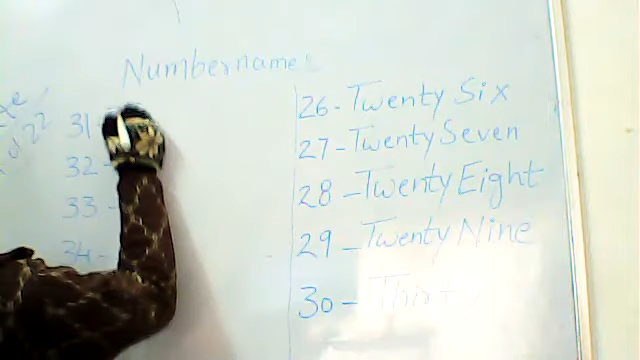 Number name
31
32 -
33 -
34 -
26 - Twenty Six
27 - Twenty Seven
28 - Twenty Eight
29 - Twenty Nine
30 - Thirty